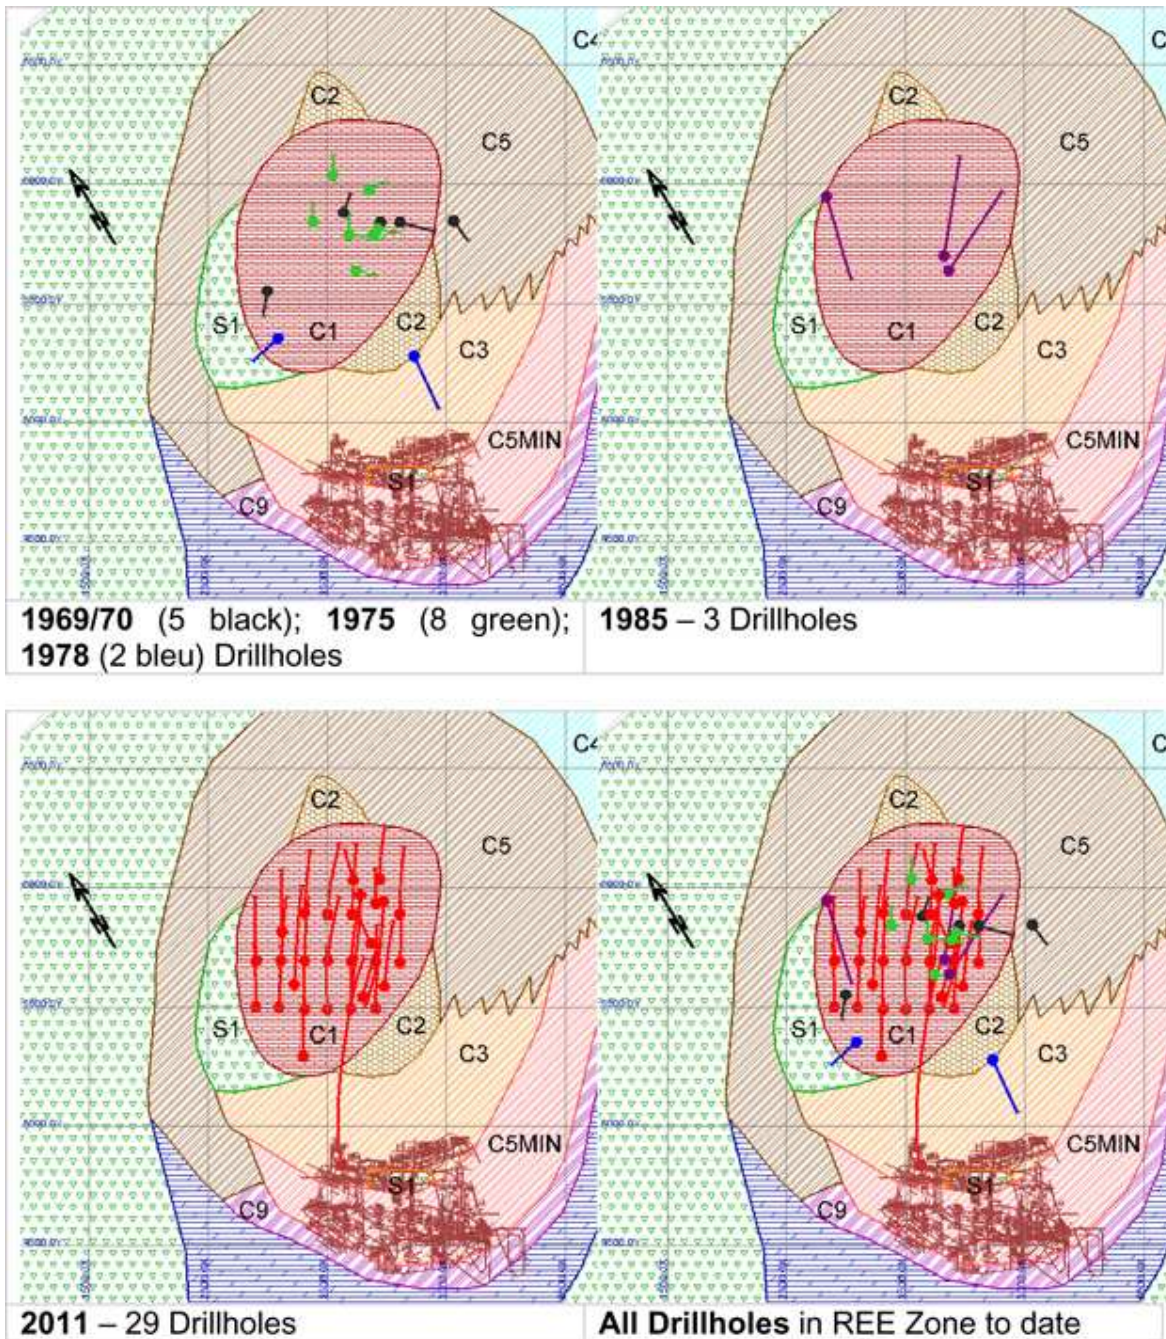 C4
C2
C5
S1
C1
C2
C3
C5MIN
S1
C9
C
C2
C5
S1
C1
C2
C3
C5MIN
S1
C9
1969/70 (5 black); 1975 (8 green);
1978 (2 bleu) Drillholes
1985 – 3 Drillholes
C4
C2
C5
S1
C1
C2
C3
C5MIN
S1
C9
C
C2
C5
S1
C1
C2
C3
C5MIN
S1
C9
2011 – 29 Drillholes
All Drillholes in REE Zone to date